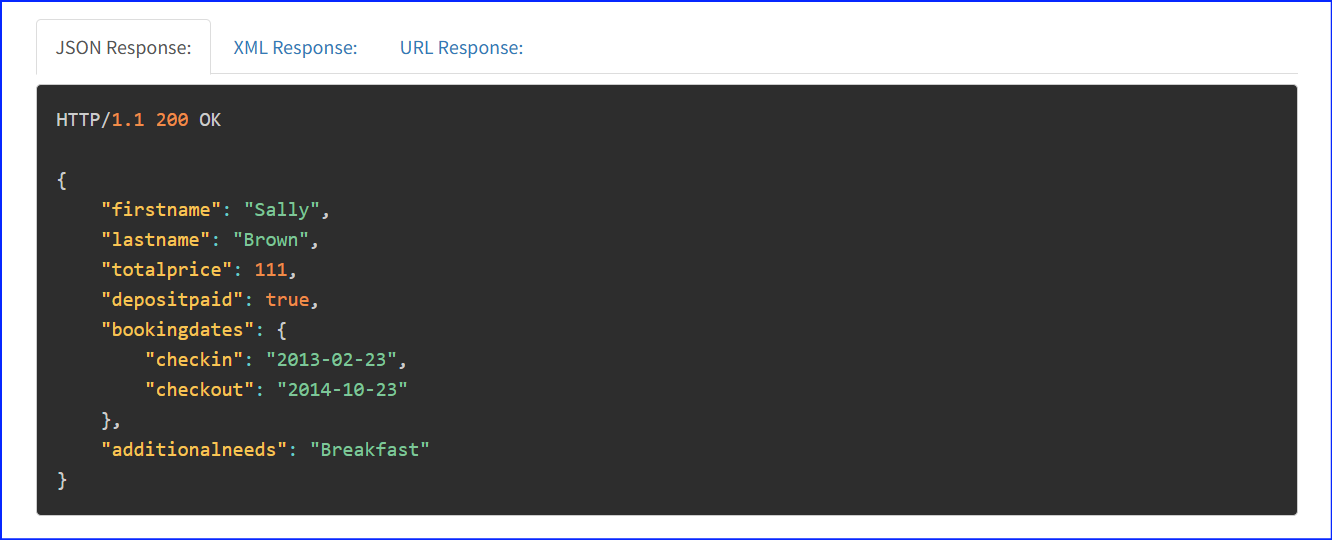 JSON Response: XML Response: URL Response:
HTTP/1.1 200 OK
{
    "firstname": "Sally",
    "lastname": "Brown",
    "totalprice": 111,
    "depositpaid": true,
    "bookingdates": {
        "checkin": "2013-02-23",
        "checkout": "2014-10-23"
    },
    "additionalneeds": "Breakfast"
}